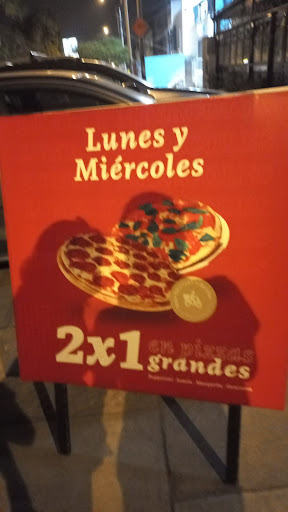 Lunes y
Miércoles
2x1 en pizzas
grandes